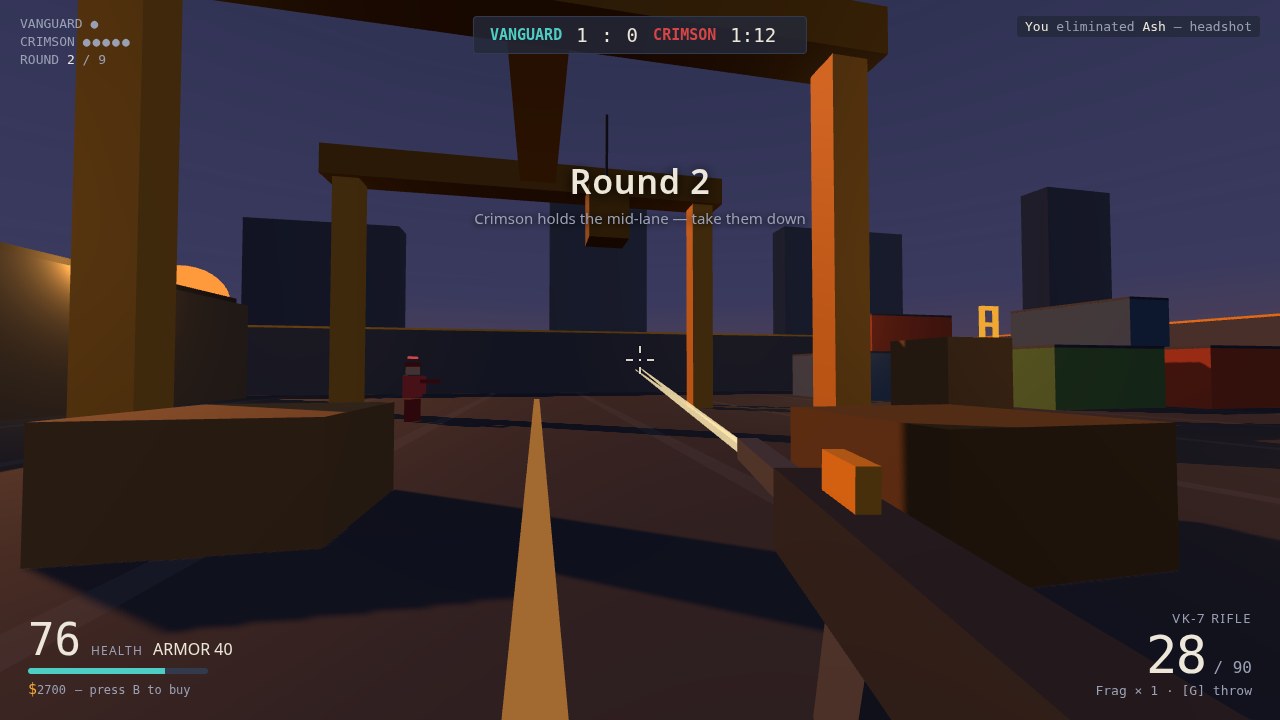 VANGUARD ●
CRIMSON ●●●●●
ROUND 2 / 9
VANGUARD 1 : 0 CRIMSON 1:12
You eliminated Ash — headshot
Round 2
Crimson holds the mid-lane — take them down
76 HEALTH ARMOR 40
$2700 — press B to buy
VK-7 RIFLE
28 / 90
Frag × 1 · [G] throw